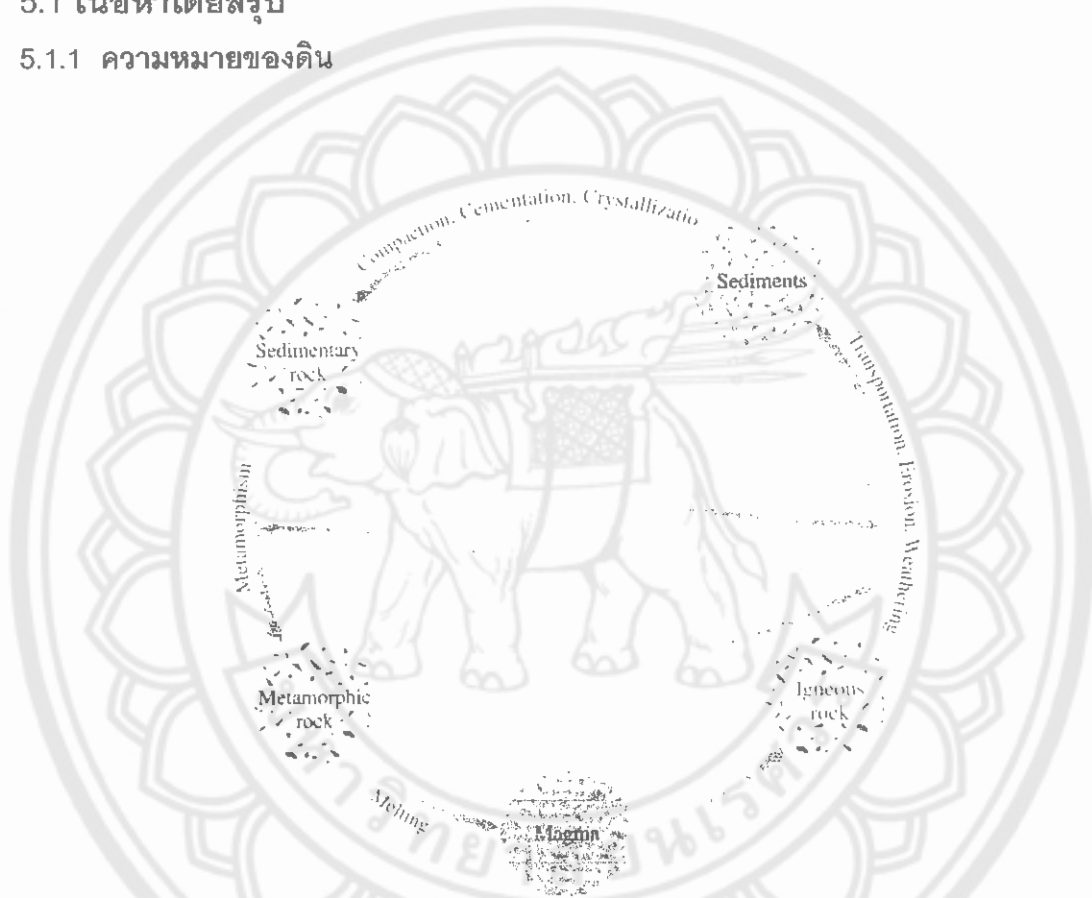 5.1 เนื้อหาโดยสรุป
5.1.1 ความหมายของดิน
Compaction, Cementation, Crystallizatio
Sediments
Sedimentary
rock
Transportation, Erosion, Weathering
Metamorphism
Metamorphic
rock
Igneous
rock
Melting
Magma